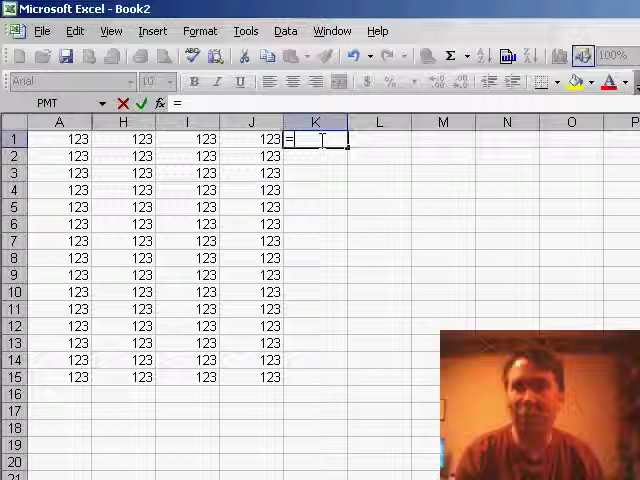 Microsoft Excel - Book2
File Edit View Insert Format Tools Data Window Help
Σ 100%
Arial 10 B I U $ % , A
PMT fx =
A H I J K L M N O P
1 123 123 123 123 =
2 123 123 123 123
3 123 123 123 123
4 123 123 123 123
5 123 123 123 123
6 123 123 123 123
7 123 123 123 123
8 123 123 123 123
9 123 123 123 123
10 123 123 123 123
11 123 123 123 123
12 123 123 123 123
13 123 123 123 123
14 123 123 123 123
15 123 123 123 123
16
17
18
19
20
21